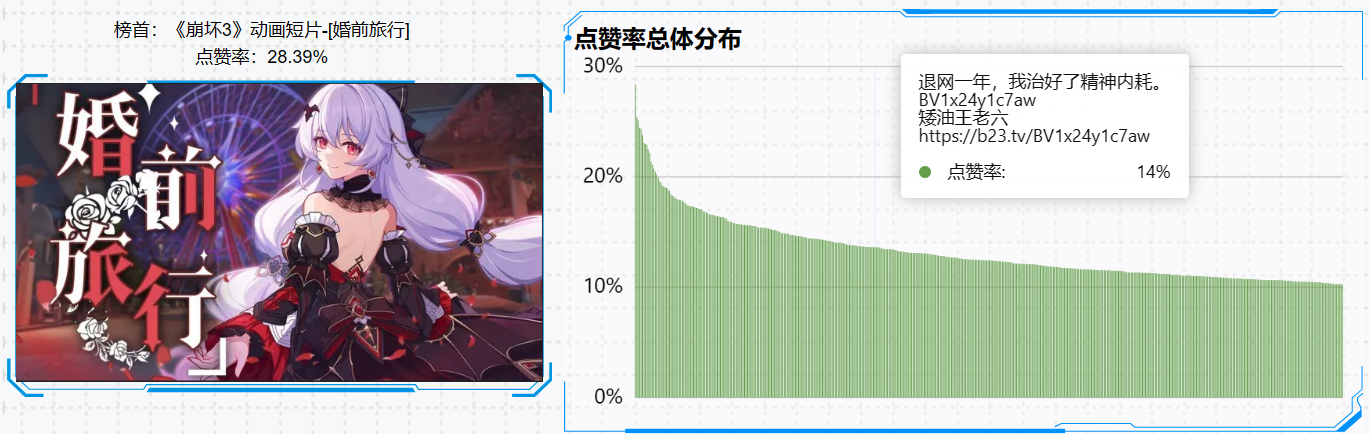 榜首：《崩坏3》动画短片-[婚前旅行]
点赞率：28.39%
婚
前
旅
行
点赞率总体分布
30%
20%
10%
0%
退网一年，我治好了精神内耗。
BV1x24y1c7aw
矮油王老六
https://b23.tv/BV1x24y1c7aw
点赞率: 14%